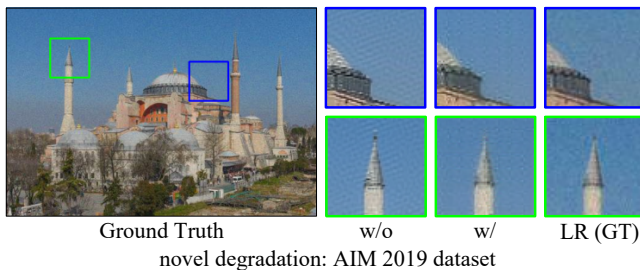 Ground Truth w/o w/ LR (GT)
novel degradation: AIM 2019 dataset